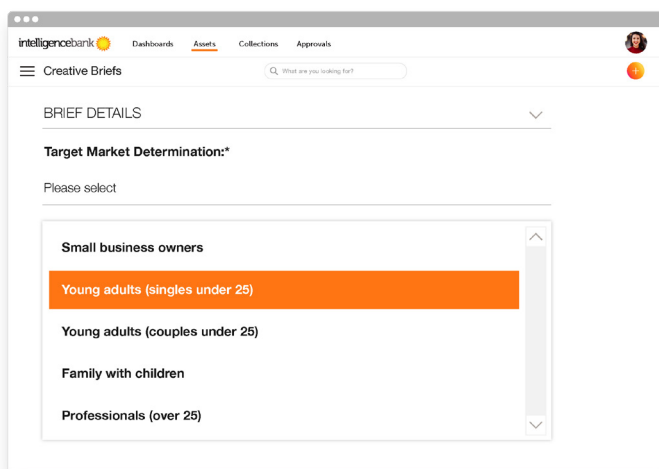 intelligencebank Dashboards Assets Collections Approvals
Creative Briefs What are you looking for?
BRIEF DETAILS
Target Market Determination:*
Please select
Small business owners
Young adults (singles under 25)
Young adults (couples under 25)
Family with children
Professionals (over 25)